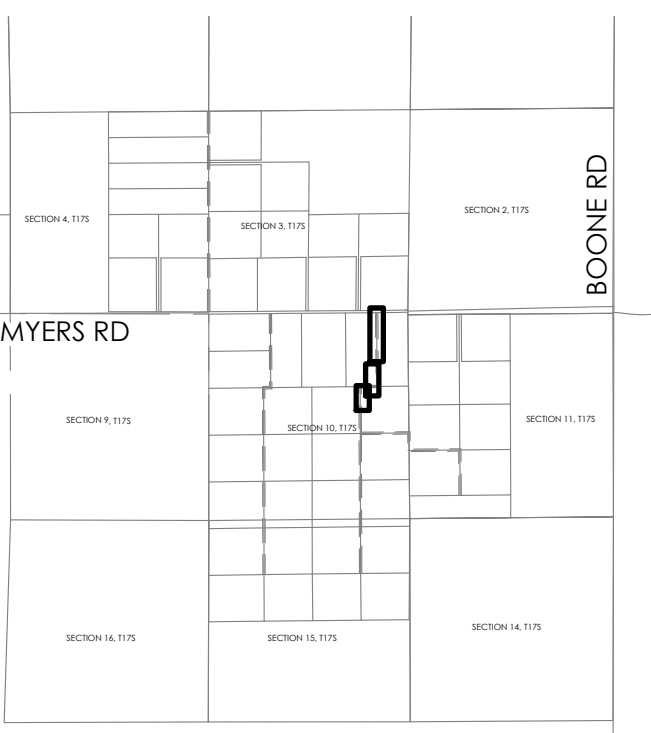 SECTION 4, T17S
SECTION 3, T17S
SECTION 2, T17S
BOONE RD
MYERS RD
SECTION 9, T17S
SECTION 10, T17S
SECTION 11, T17S
SECTION 16, T17S
SECTION 15, T17S
SECTION 14, T17S